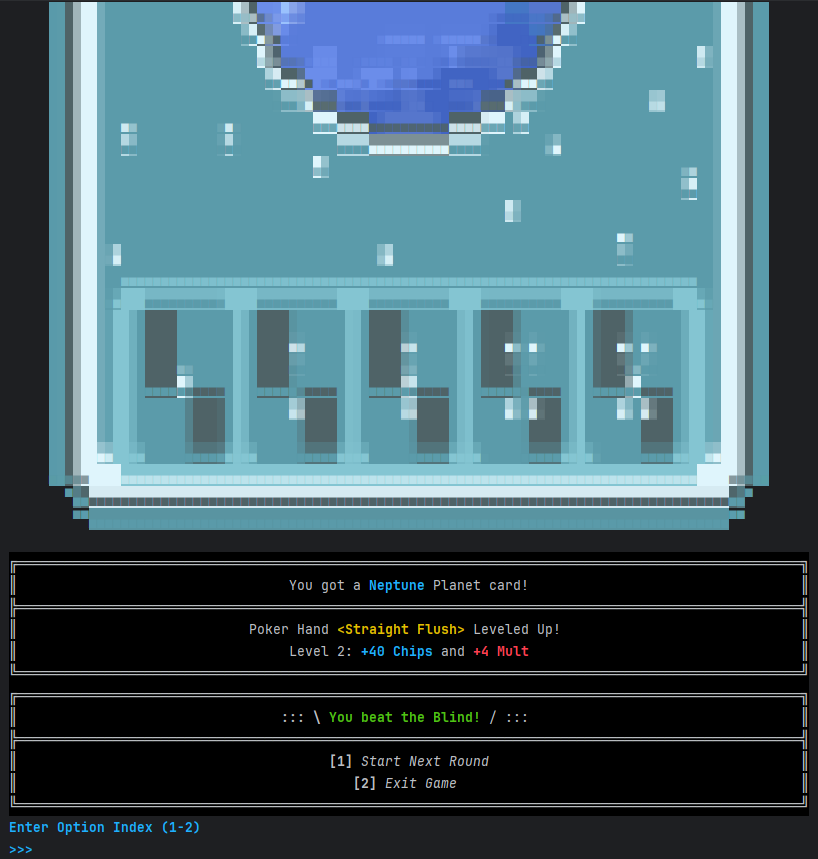 You got a Neptune Planet card!
Poker Hand <Straight Flush> Leveled Up!
Level 2: +40 Chips and +4 Mult
::: \ You beat the Blind! / :::
[1] Start Next Round
[2] Exit Game
Enter Option Index (1-2)
>>>